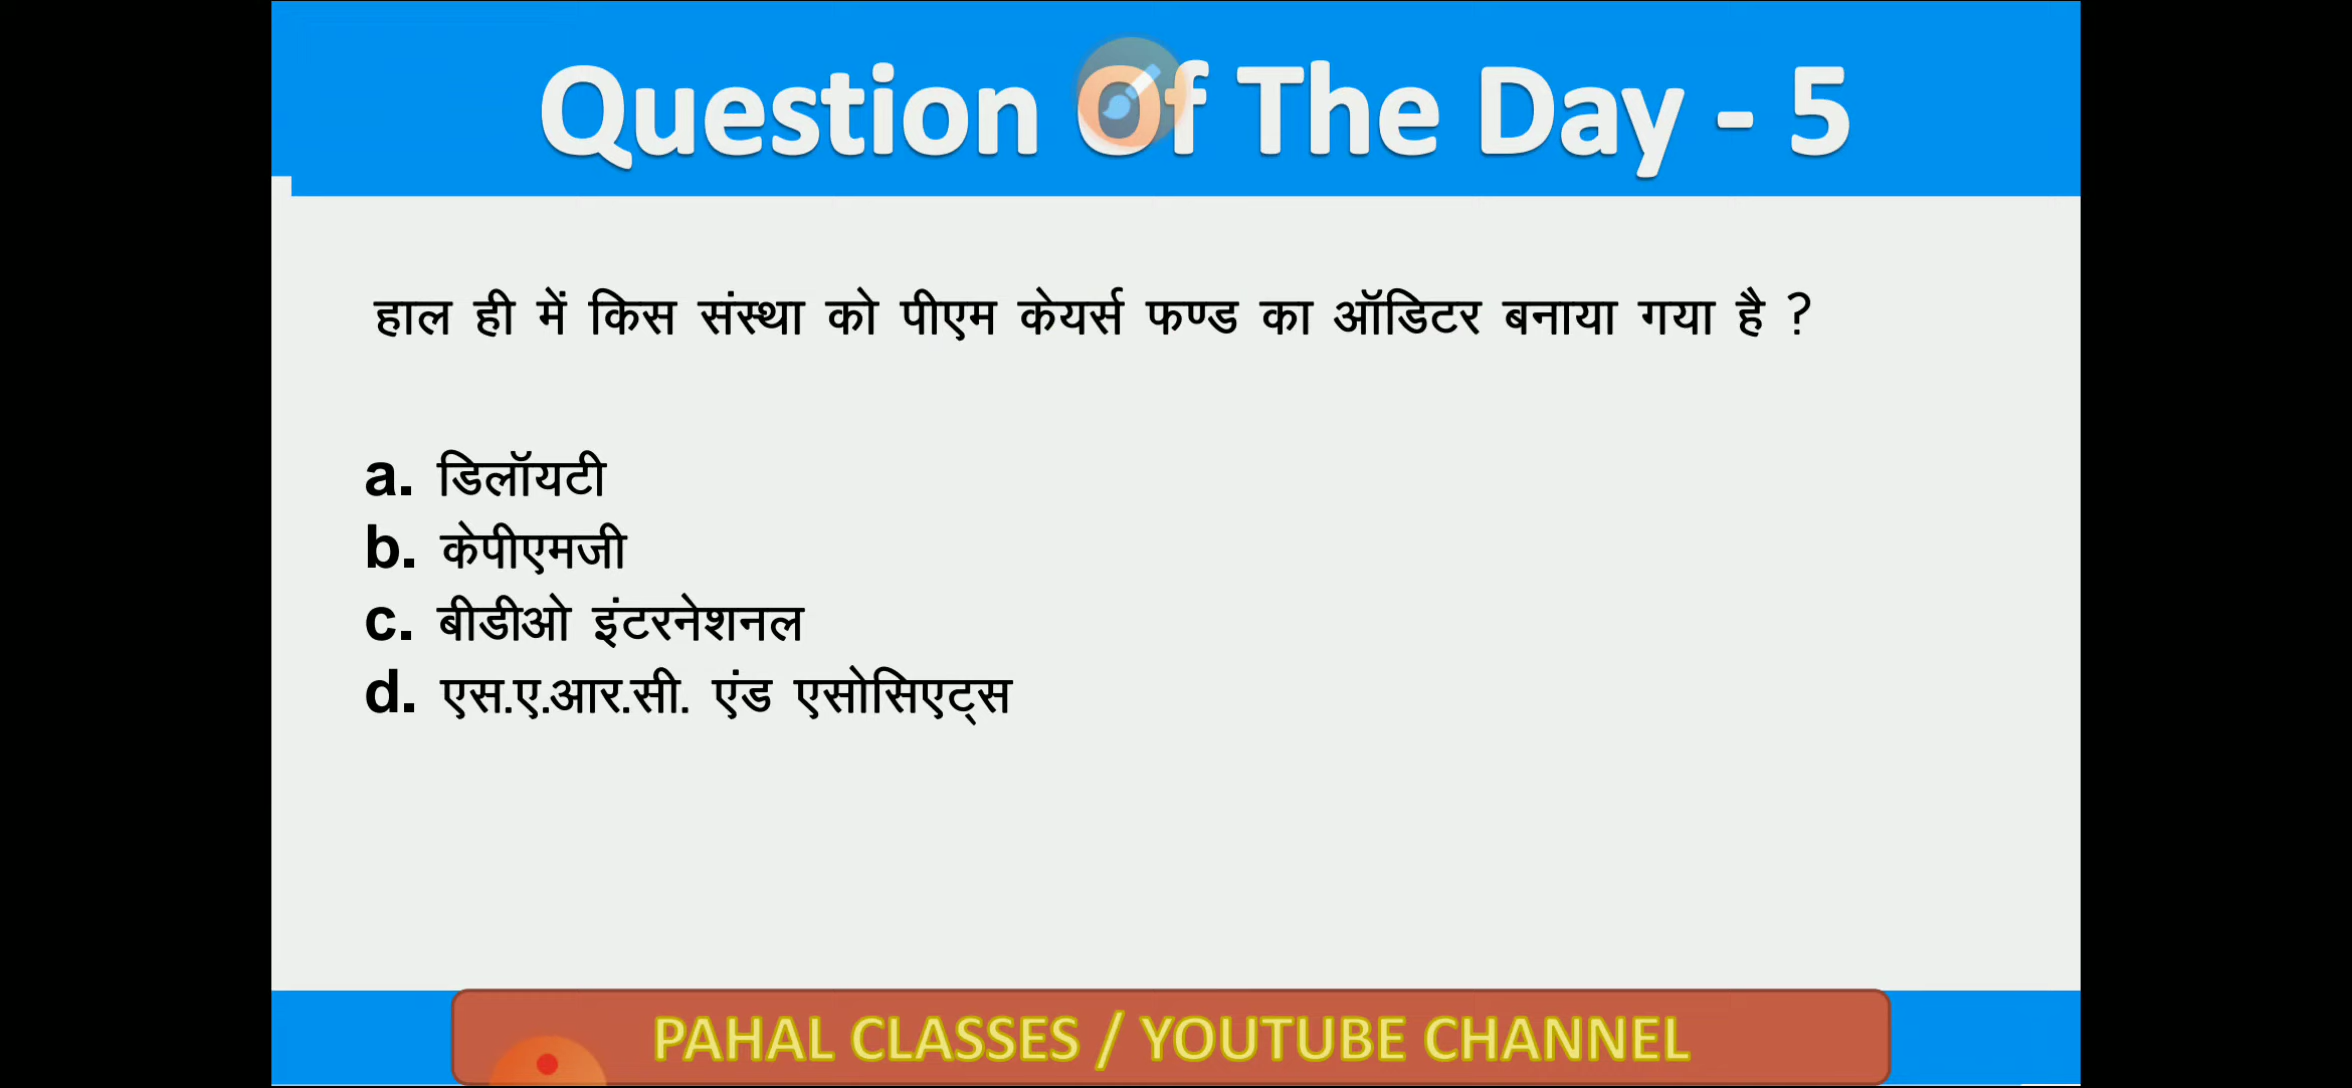 Question Of The Day - 5
हाल ही में किस संस्था को पीएम केयर्स फण्ड का ऑडिटर बनाया गया है ?
a. डिलॉयटी
b. केपीएमजी
c. बीडीओ इंटरनेशनल
d. एस.ए.आर.सी. एंड एसोसिएट्स
PAHAL CLASSES / YOUTUBE CHANNEL